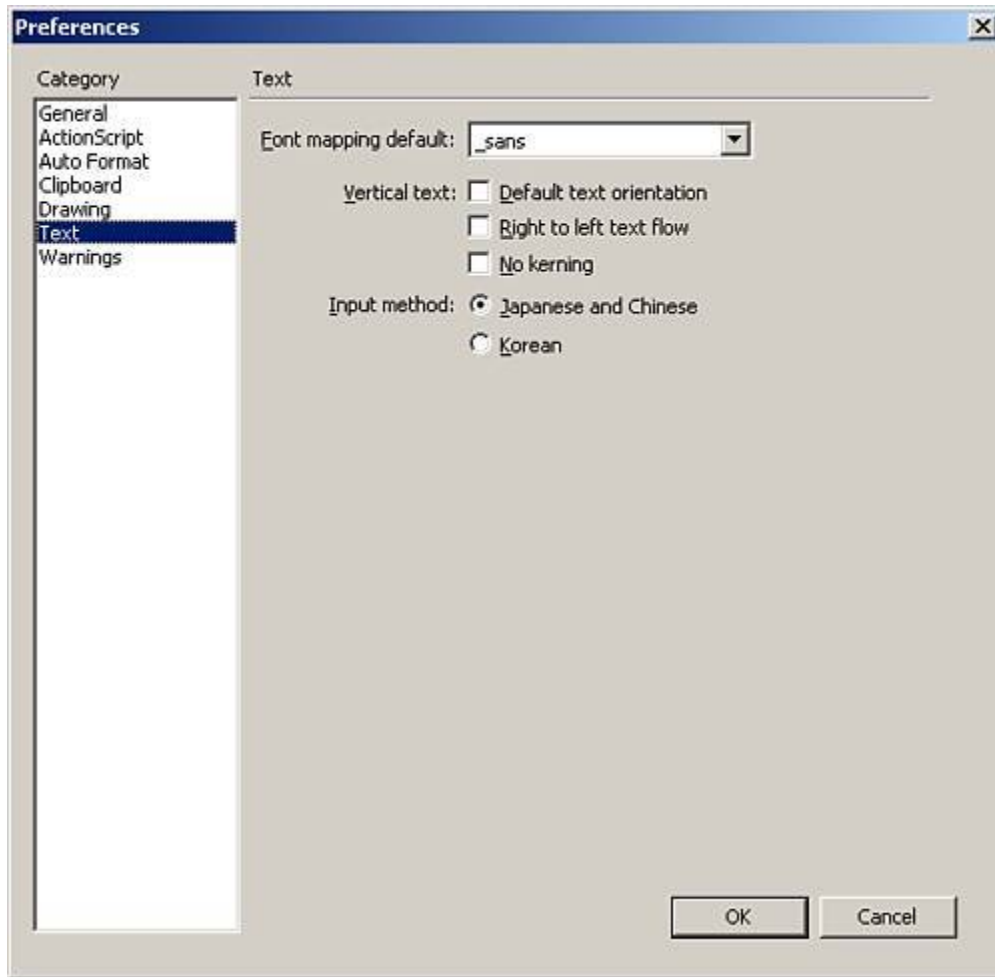 Preferences
Category
General
ActionScript
Auto Format
Clipboard
Drawing
Text
Warnings
Text
Font mapping default: _sans
Vertical text: Default text orientation
Right to left text flow
No kerning
Input method: Japanese and Chinese
Korean
OK Cancel